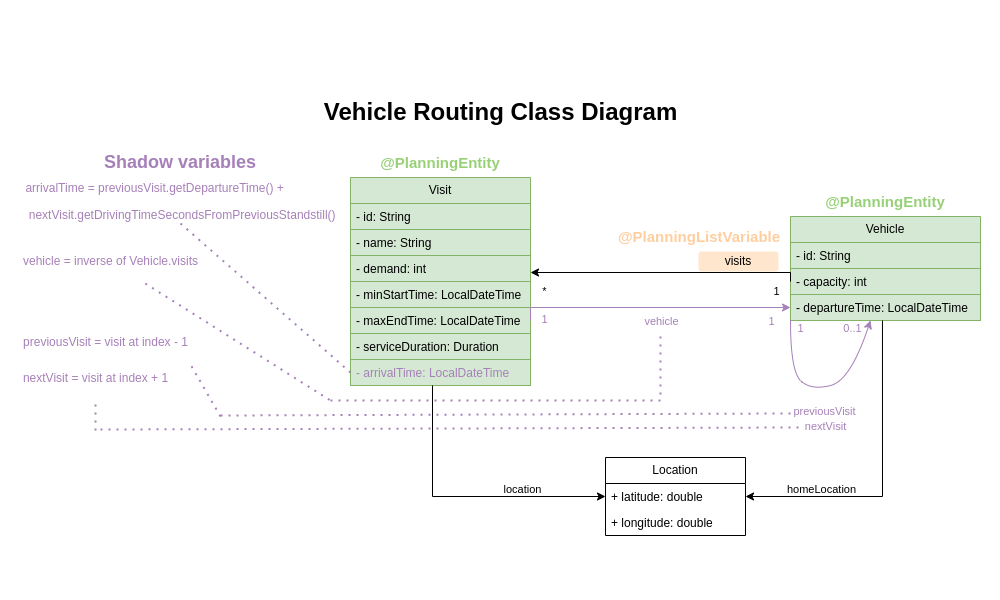 Vehicle Routing Class Diagram
Shadow variables
arrivalTime = previousVisit.getDepartureTime() +
nextVisit.getDrivingTimeSecondsFromPreviousStandstill()
vehicle = inverse of Vehicle.visits
previousVisit = visit at index - 1
nextVisit = visit at index + 1
@PlanningEntity
Visit
- id: String
- name: String
- demand: int
- minStartTime: LocalDateTime
- maxEndTime: LocalDateTime
- serviceDuration: Duration
- arrivalTime: LocalDateTime
@PlanningListVariable
visits
* 1
1 vehicle 1
@PlanningEntity
Vehicle
- id: String
- capacity: int
- departureTime: LocalDateTime
1 0..1
previousVisit
nextVisit
location
Location
+ latitude: double
+ longitude: double
homeLocation